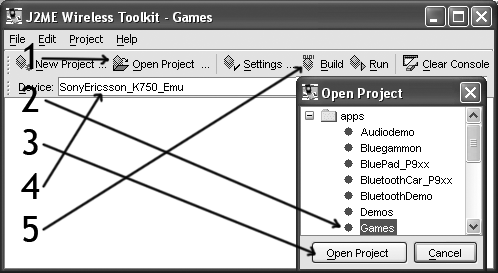 J2ME Wireless Toolkit - Games
File Edit Project Help
1
New Project ... Open Project ... Settings ... Build Run Clear Console
Device: SonyEricsson_K750_Emu
2
3
4
5
Open Project
apps
Audiodemo
Bluegammon
BluePad_P9xx
BluetoothCar_P9xx
BluetoothDemo
Demos
Games
Open Project Cancel